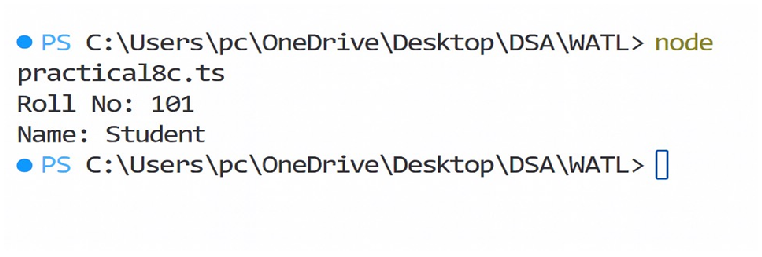 PS C:\Users\pc\OneDrive\Desktop\DSA\WATL> node
practical8c.ts
Roll No: 101
Name: Student
PS C:\Users\pc\OneDrive\Desktop\DSA\WATL>